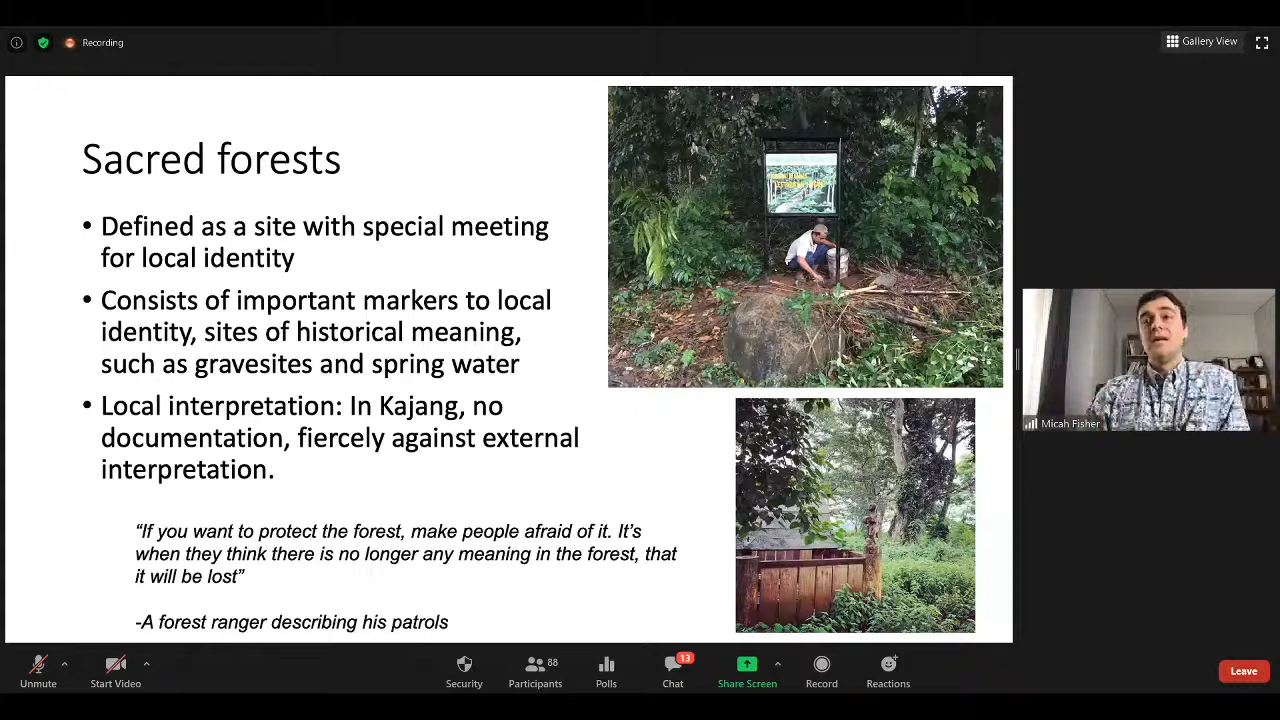 Recording
Gallery View
Sacred forests
• Defined as a site with special meeting
for local identity
• Consists of important markers to local
identity, sites of historical meaning,
such as gravesites and spring water
• Local interpretation: In Kajang, no
documentation, fiercely against external
interpretation.
“If you want to protect the forest, make people afraid of it. It’s
when they think there is no longer any meaning in the forest, that
it will be lost”
-A forest ranger describing his patrols
Micah Fisher
Unmute
Start Video
Security
88
Participants
Polls
13
Chat
Share Screen
Record
Reactions
Leave